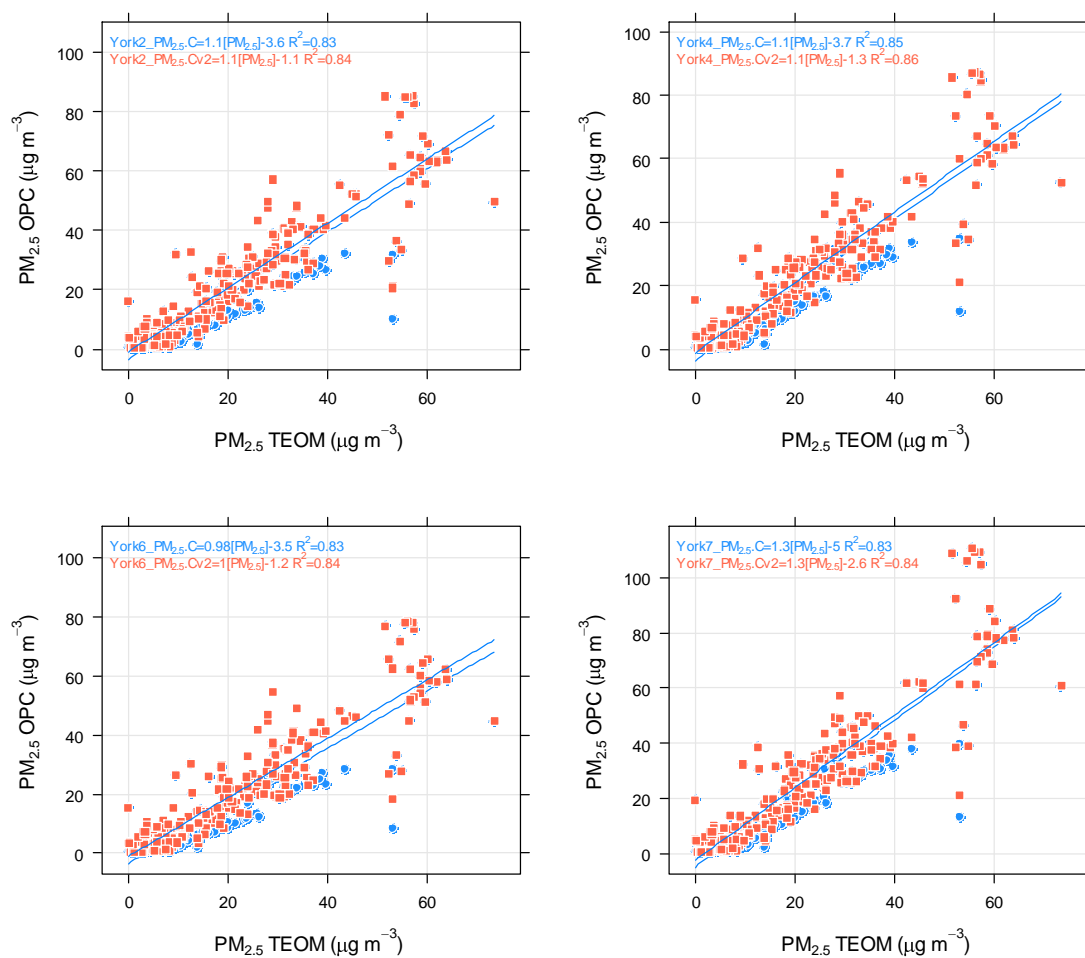 York2_PM2.5.C=1.1[PM2.5]-3.6 R²=0.83
York2_PM2.5.Cv2=1.1[PM2.5]-1.1 R²=0.84
100
80
60
40
20
0
PM2.5 OPC (μg m⁻³)
0 20 40 60
PM2.5 TEOM (μg m⁻³)
York4_PM2.5.C=1.1[PM2.5]-3.7 R²=0.85
York4_PM2.5.Cv2=1.1[PM2.5]-1.3 R²=0.86
100
80
60
40
20
0
PM2.5 OPC (μg m⁻³)
0 20 40 60
PM2.5 TEOM (μg m⁻³)
York6_PM2.5.C=0.98[PM2.5]-3.5 R²=0.83
York6_PM2.5.Cv2=1[PM2.5]-1.2 R²=0.84
100
80
60
40
20
0
PM2.5 OPC (μg m⁻³)
0 20 40 60
PM2.5 TEOM (μg m⁻³)
York7_PM2.5.C=1.3[PM2.5]-5 R²=0.83
York7_PM2.5.Cv2=1.3[PM2.5]-2.6 R²=0.84
100
80
60
40
20
0
PM2.5 OPC (μg m⁻³)
0 20 40 60
PM2.5 TEOM (μg m⁻³)